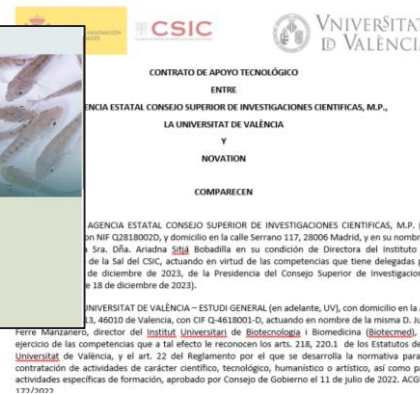 INNOVACIÓN
CSIC
VNIVERSITAT
ID VALÈNCIA
CONTRATO DE APOYO TECNOLÓGICO
ENTRE
ENCIA ESTATAL CONSEJO SUPERIOR DE INVESTIGACIONES CIENTIFICAS, M.P.,
LA UNIVERSITAT DE VALÈNCIA
Y
NOVATION
COMPARECEN
AGENCIA ESTATAL CONSEJO SUPERIOR DE INVESTIGACIONES CIENTIFICAS, M.P.
on NIF Q2818002D, y domicilio en la calle Serrano 117, 28006 Madrid, y en su nombr
Sra. Dña. Ariadna Sitjá Bobadilla en su condición de Directora del Instituto
de la Sal del CSIC, actuando en virtud de las competencias que tiene delegadas
de diciembre de 2023, de la Presidencia del Consejo Superior de Investigacion
e 18 de diciembre de 2023).
NIVERSITAT DE VALÈNCIA – ESTUDI GENERAL (en adelante, UV), con domicilio en la
13, 46010 de Valencia, con CIF Q-4618001-D, actuando en nombre de la misma D.
Ferre Manzanero, director del Institut Universitari de Biotecnologia i Biomedicina (Biotecmed),
ejercicio de las competencias que a tal efecto le reconocen los arts. 218, 220.1 de los Estatutos de
Universitat de València, y el art. 22 del Reglamento por el que se desarrolla la normativa para
contratación de actividades de carácter científico, tecnológico, humanístico o artístico, así como
actividades específicas de formación, aprobado por Consejo de Gobierno el 11 de julio de 2022. ACG
172/2022